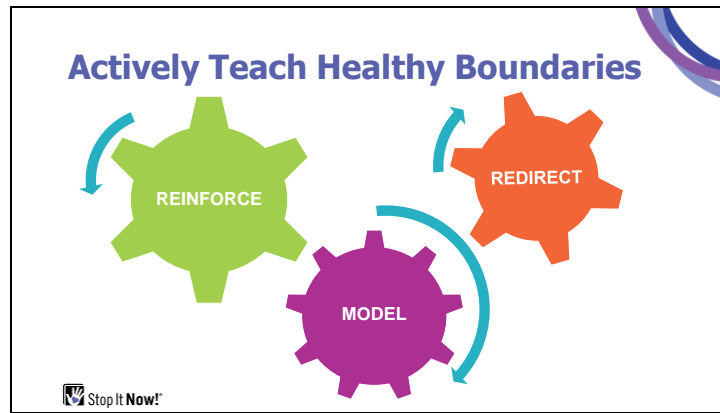 Actively Teach Healthy Boundaries
REINFORCE
REDIRECT
MODEL
Stop It Now!®